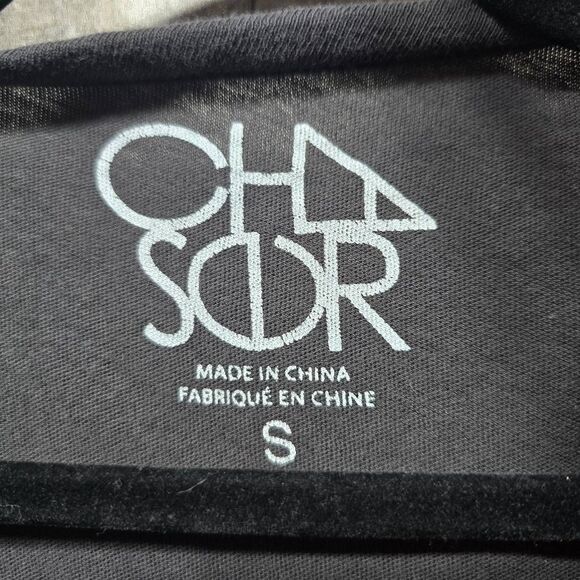 CHA
SER
MADE IN CHINA
FABRIQUÉ EN CHINE
S